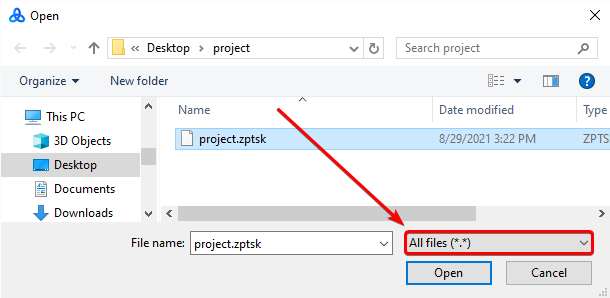 Open
« Desktop › project
Search project
Organize
New folder
?
This PC
3D Objects
Desktop
Documents
Downloads
Name
Date modified
Type
project.zptsk
8/29/2021 3:22 PM
ZPTS
File name:
project.zptsk
All files (*.*)
Open
Cancel